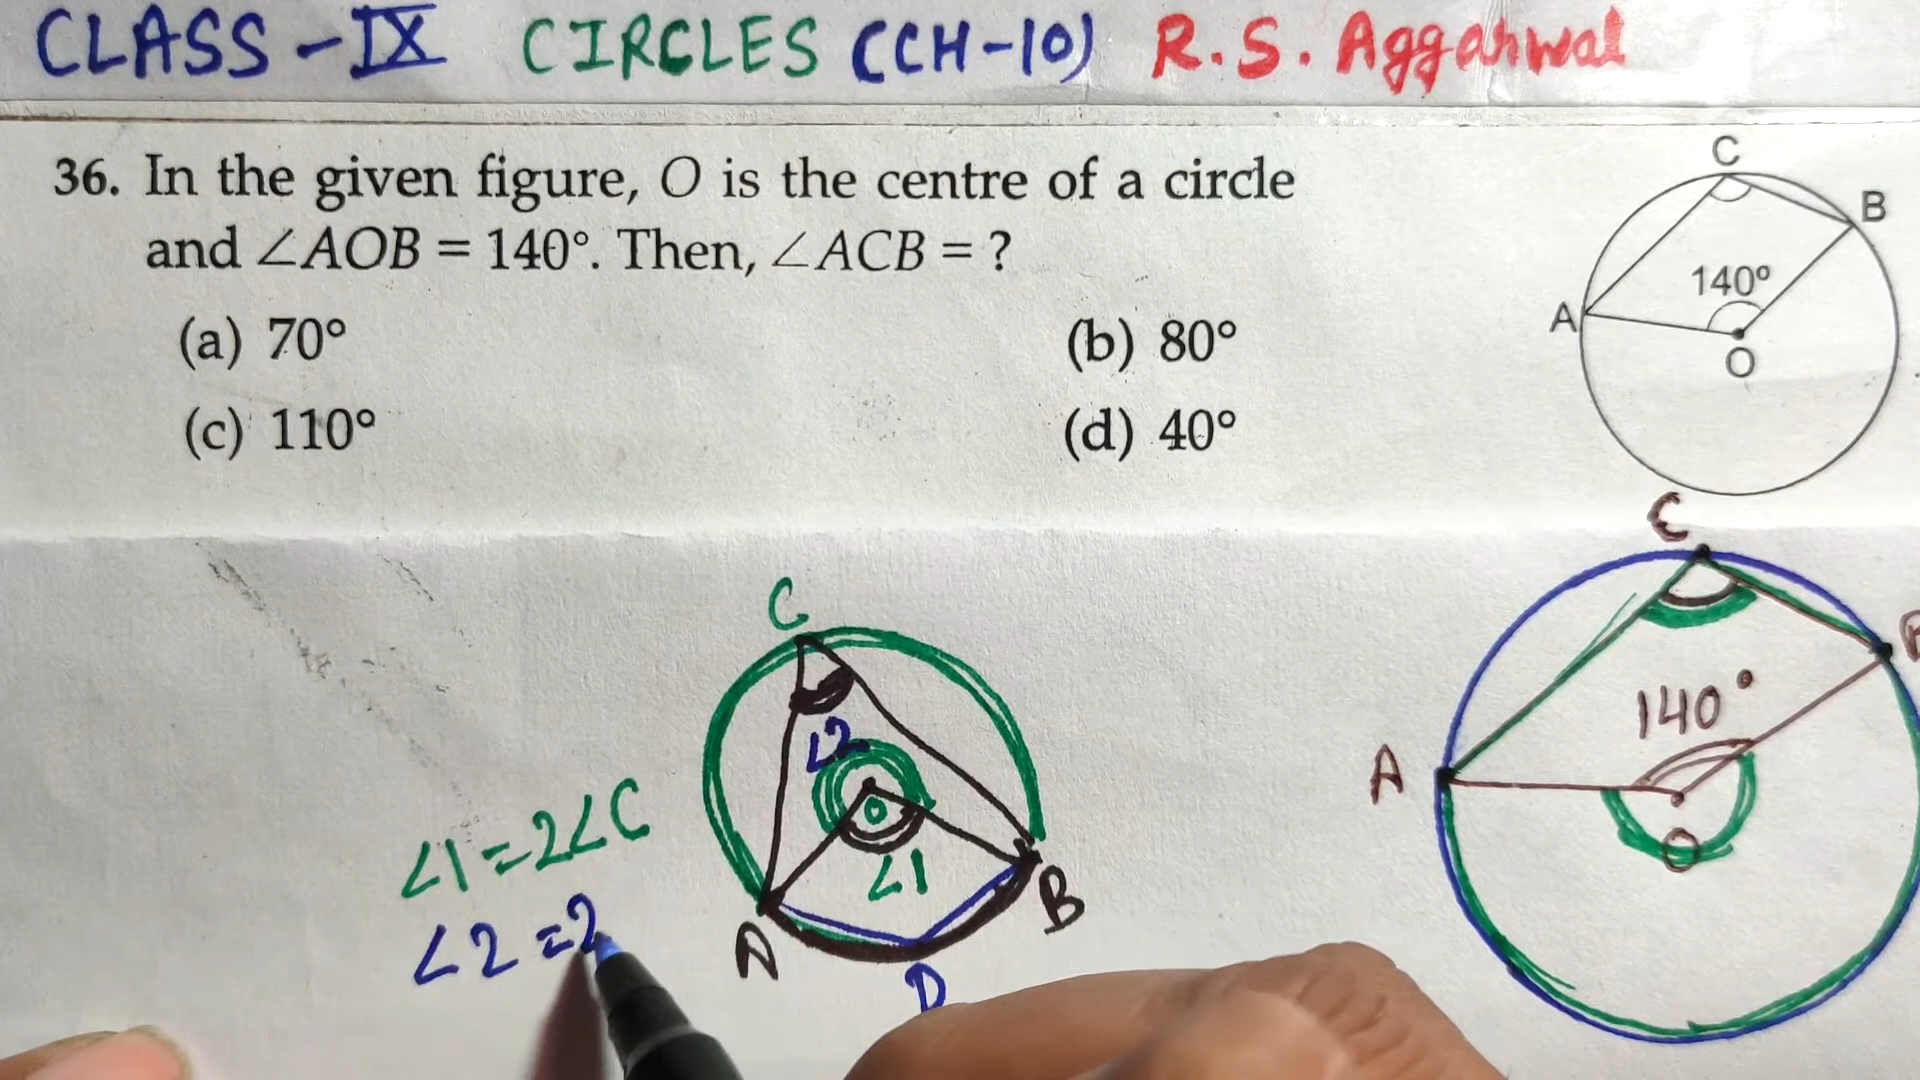 CLASS-IX CIRCLES (CH-10) R.S. Aggarwal
36. In the given figure, O is the centre of a circle
and ∠AOB = 140°. Then, ∠ACB = ?
(a) 70° (b) 80°
(c) 110° (d) 40°
C
B
140°
A
O
C
140°
A
O
C
∠2
O
∠1
A
B
D
∠1=2∠C
∠2=2